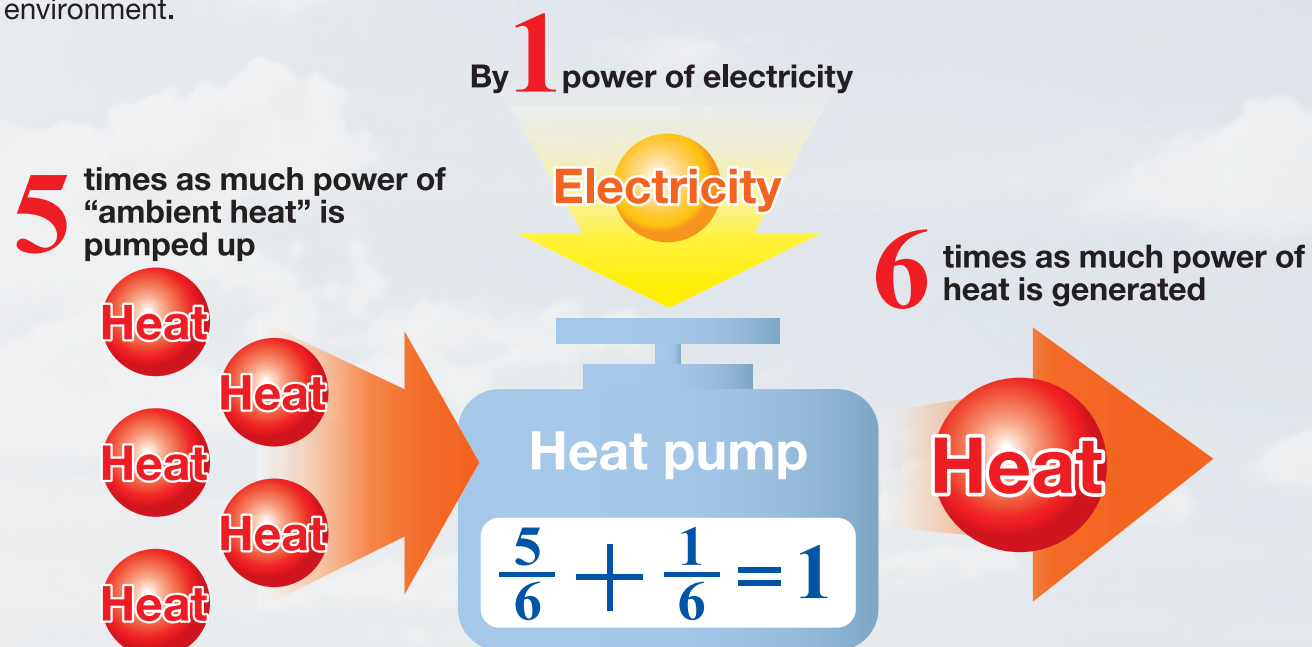 environment.
By 1 power of electricity
Electricity
5 times as much power of
“ambient heat” is
pumped up
Heat
Heat
Heat
Heat
Heat
6 times as much power of
heat is generated
Heat pump
5/6 + 1/6 = 1
Heat